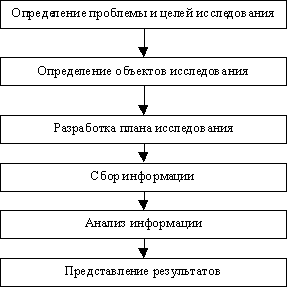 Определение проблемы и целей исследования
Определение объектов исследования
Разработка плана исследования
Сбор информации
Анализ информации
Представление результатов